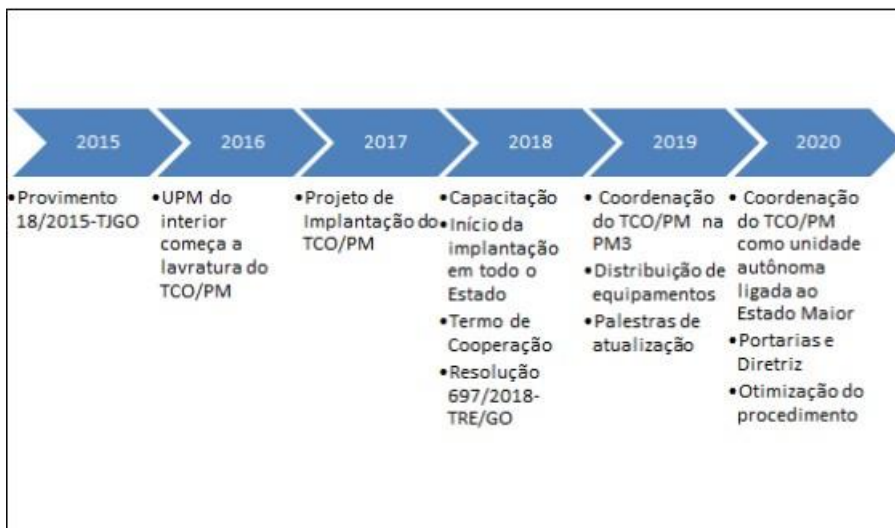 2015
2016
2017
2018
2019
2020
•Provimento
18/2015-TJGO
•UPM do
interior
começa a
lavratura do
TCO/PM
•Projeto de
Implantação do
TCO/PM
•Capacitação
•Início da
implantação
em todo o
Estado
•Termo de
Cooperação
•Resolução
697/2018-
TRE/GO
• Coordenação
do TCO/PM na
PM3
•Distribuição de
equipamentos
•Palestras de
atualização
• Coordenação
do TCO/PM
como unidade
autônoma
ligada ao
Estado Maior
•Portarias e
Diretriz
•Otimização do
procedimento